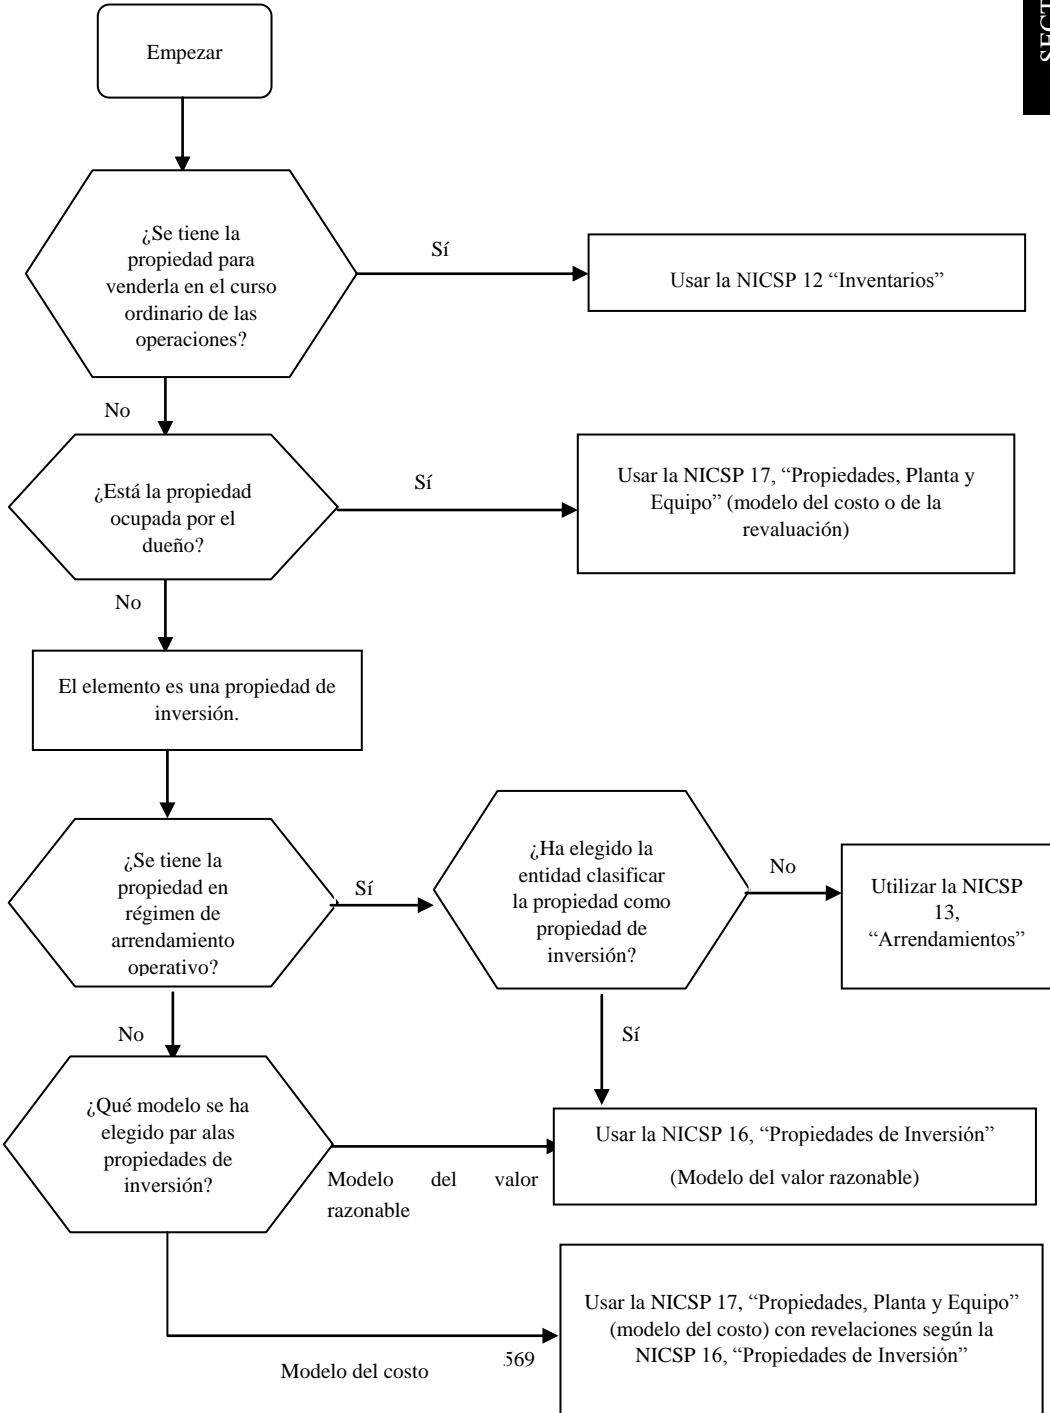 SECT
Empezar
¿Se tiene la
propiedad para
venderla en el curso
ordinario de las
operaciones?
Sí
Usar la NICSP 12 “Inventarios”
No
¿Está la propiedad
ocupada por el
dueño?
Sí
Usar la NICSP 17, “Propiedades, Planta y
Equipo” (modelo del costo o de la
revaluación)
No
El elemento es una propiedad de
inversión.
¿Se tiene la
propiedad en
régimen de
arrendamiento
operativo?
Sí
¿Ha elegido la
entidad clasificar
la propiedad como
propiedad de
inversión?
No
Utilizar la NICSP
13,
“Arrendamientos”
No
Sí
¿Qué modelo se ha
elegido par alas
propiedades de
inversión?
Modelo del valor
razonable
Usar la NICSP 16, “Propiedades de Inversión”
(Modelo del valor razonable)
Modelo del costo
569
Usar la NICSP 17, “Propiedades, Planta y Equipo”
(modelo del costo) con revelaciones según la
NICSP 16, “Propiedades de Inversión”